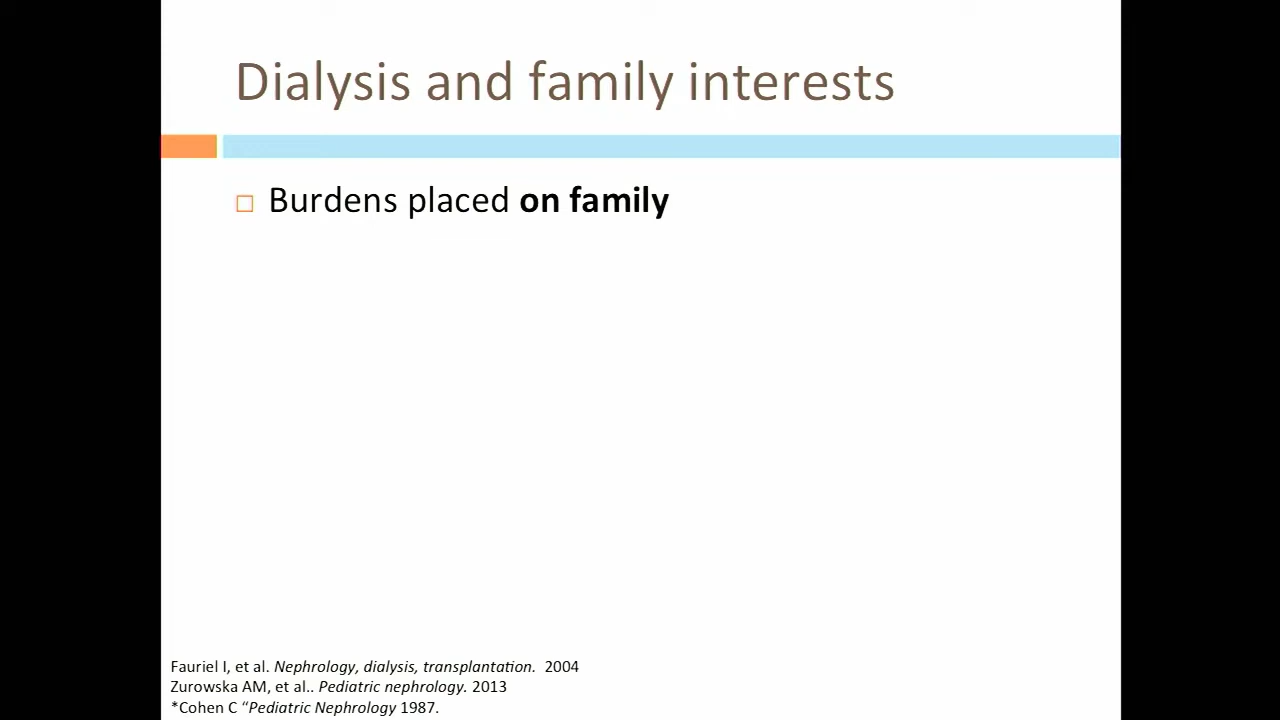 Dialysis and family interests
Burdens placed on family
Fauriel I, et al. Nephrology, dialysis, transplantation. 2004
Zurowska AM, et al.. Pediatric nephrology. 2013
*Cohen C “Pediatric Nephrology 1987.